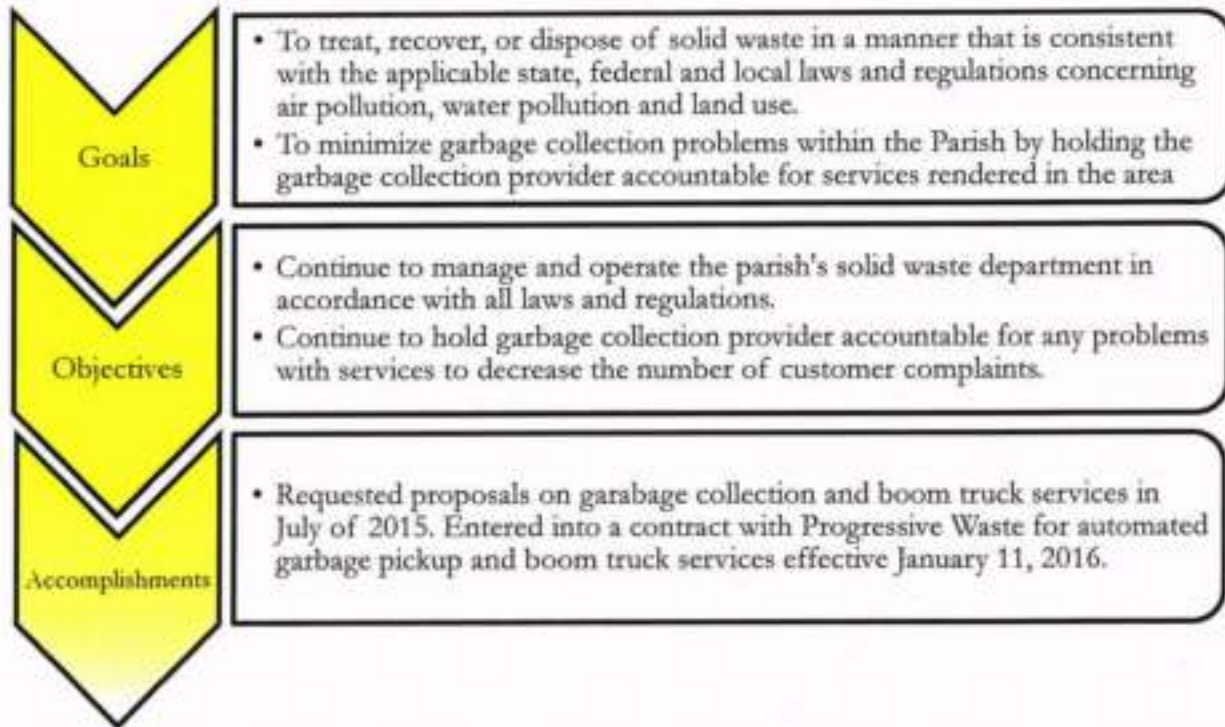 Goals
• To treat, recover, or dispose of solid waste in a manner that is consistent
with the applicable state, federal and local laws and regulations concerning
air pollution, water pollution and land use.
• To minimize garbage collection problems within the Parish by holding the
garbage collection provider accountable for services rendered in the area
Objectives
• Continue to manage and operate the parish's solid waste department in
accordance with all laws and regulations.
• Continue to hold garbage collection provider accountable for any problems
with services to decrease the number of customer complaints.
Accomplishments
• Requested proposals on garabage collection and boom truck services in
July of 2015. Entered into a contract with Progressive Waste for automated
garbage pickup and boom truck services effective January 11, 2016.